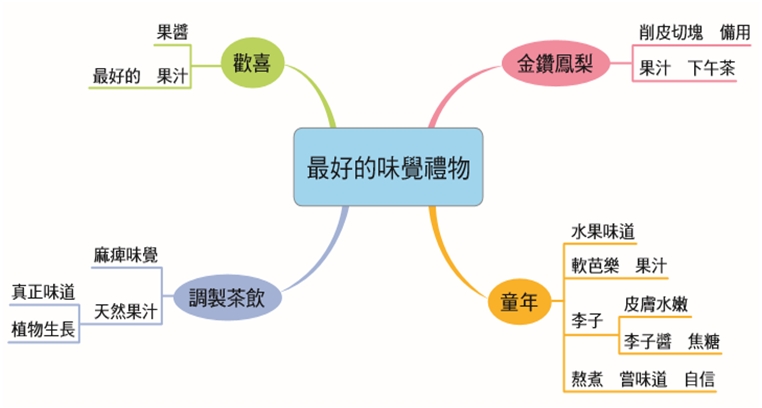 最好的味覺禮物
金鑽鳳梨
削皮切塊 備用
果汁 下午茶
童年
水果味道
軟芭樂 果汁
李子
皮膚水嫩
李子醬 焦糖
熬煮 嘗味道 自信
調製茶飲
麻痺味覺
天然果汁
真正味道
植物生長
歡喜
果醬
最好的 果汁